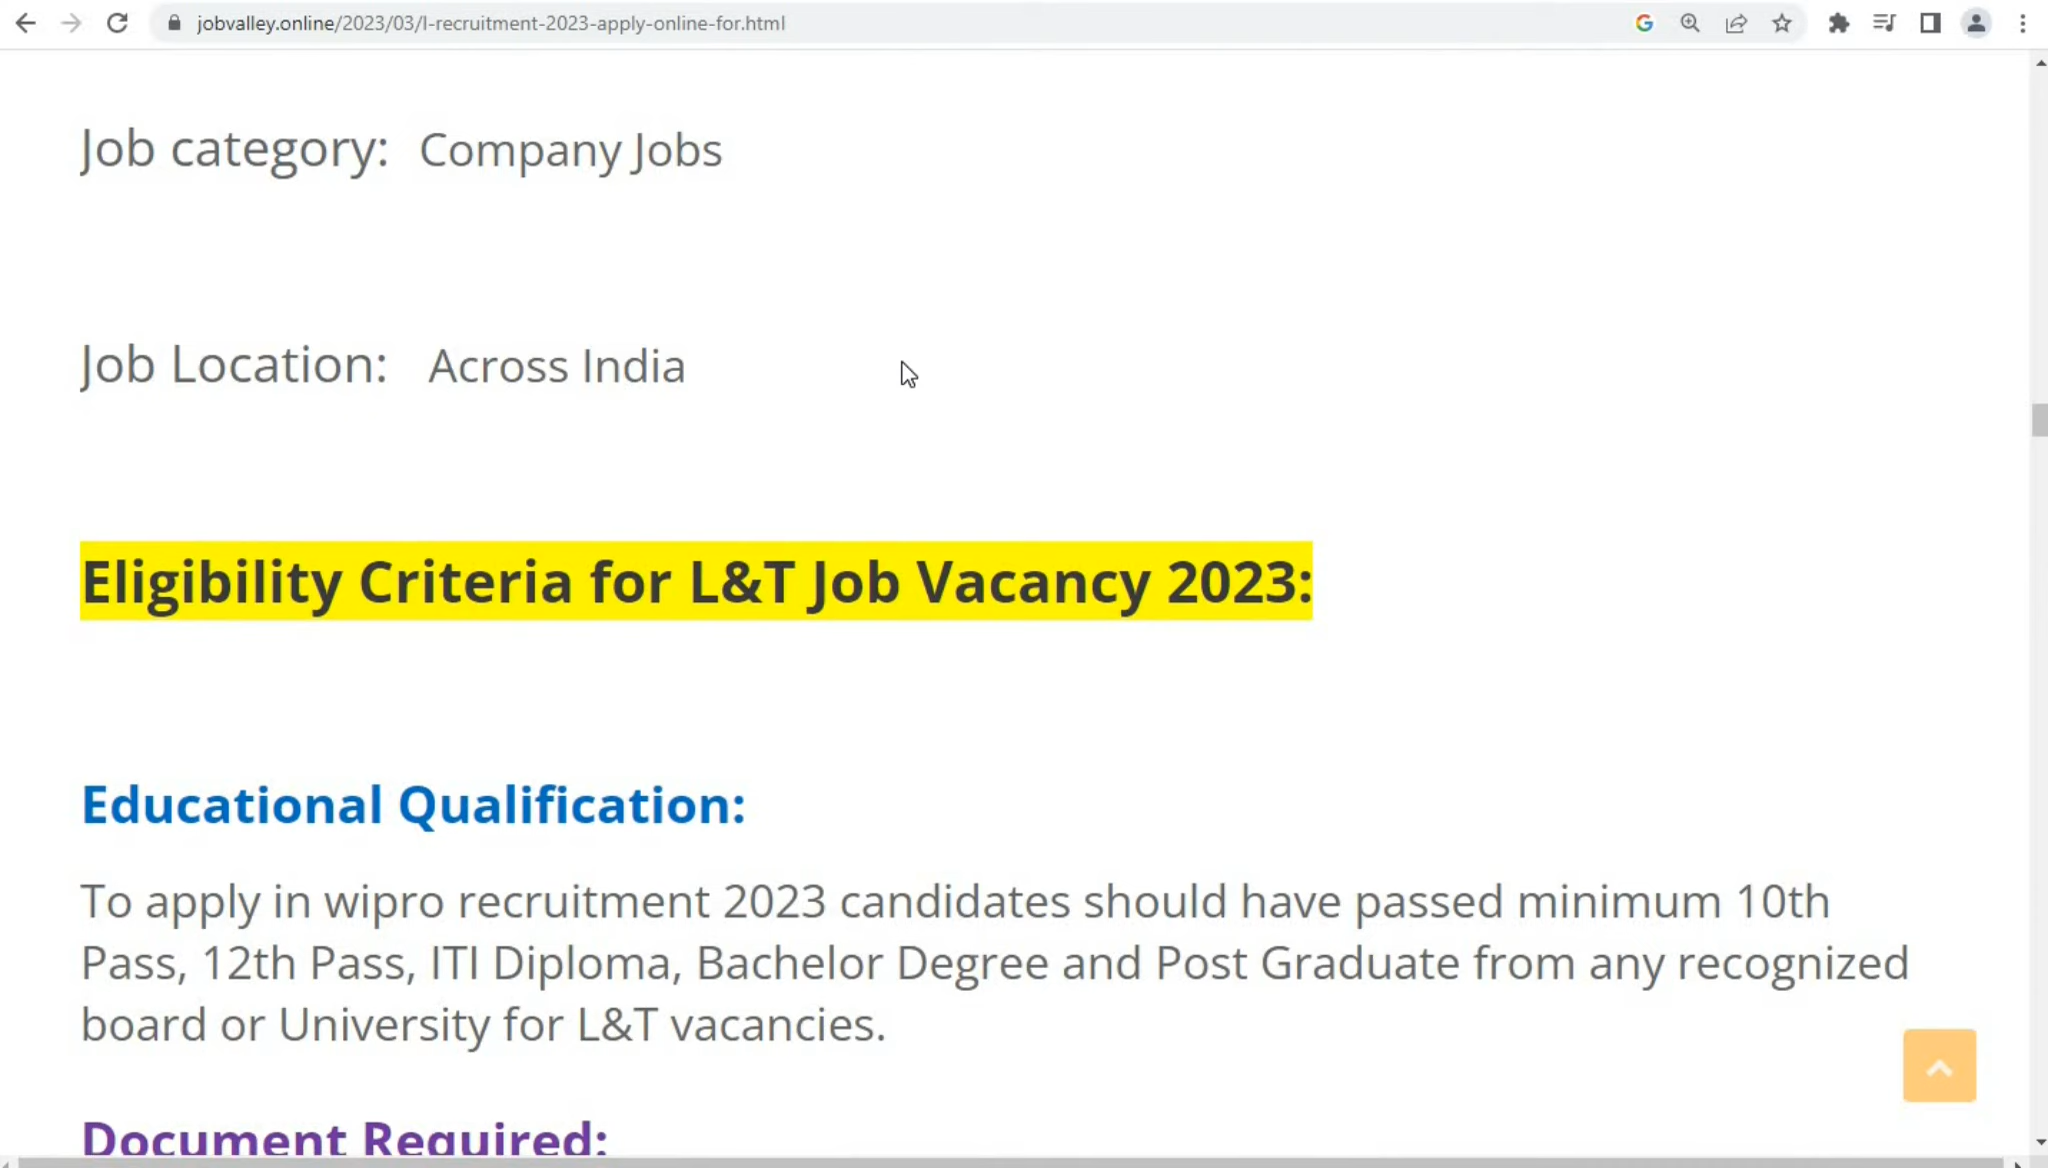 jobvalley.online/2023/03/l-recruitment-2023-apply-online-for.html
Job category: Company Jobs
Job Location: Across India
Eligibility Criteria for L&T Job Vacancy 2023:
Educational Qualification:
To apply in wipro recruitment 2023 candidates should have passed minimum 10th
Pass, 12th Pass, ITI Diploma, Bachelor Degree and Post Graduate from any recognized
board or University for L&T vacancies.
Document Required: